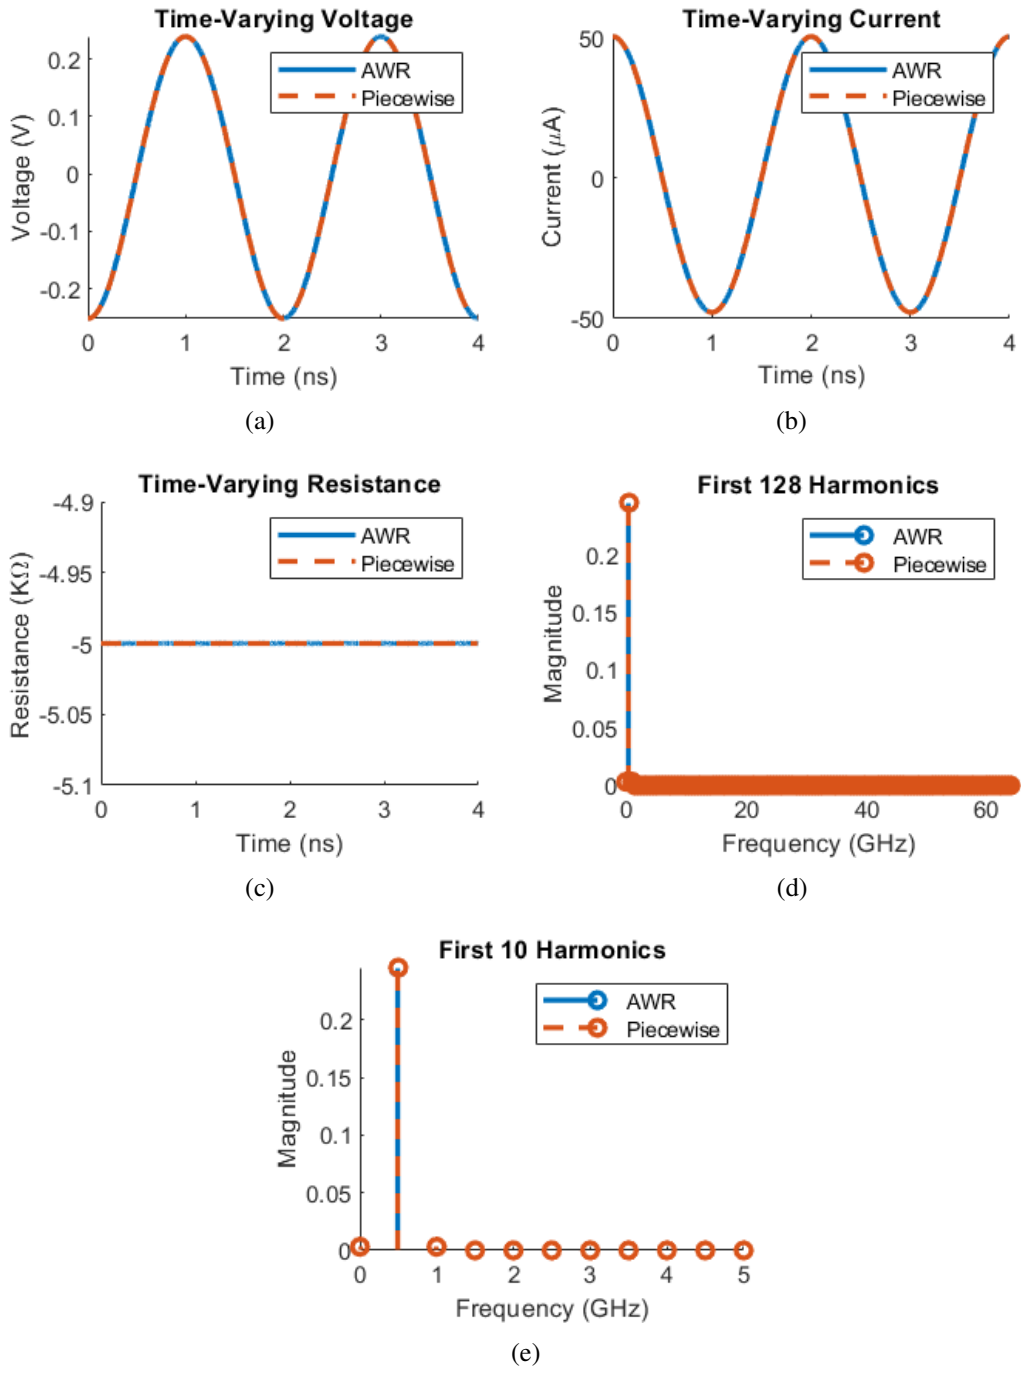 Time-Varying Voltage
AWR
Piecewise
Voltage (V)
0.2
0.1
0
-0.1
-0.2
0 1 2 3 4
Time (ns)
(a)
Time-Varying Current
AWR
Piecewise
Current (μA)
50
0
-50
0 1 2 3 4
Time (ns)
(b)
Time-Varying Resistance
AWR
Piecewise
Resistance (KΩ)
-4.9
-4.95
-5
-5.05
-5.1
0 1 2 3 4
Time (ns)
(c)
First 128 Harmonics
AWR
Piecewise
Magnitude
0.2
0.15
0.1
0.05
0
0 20 40 60
Frequency (GHz)
(d)
First 10 Harmonics
AWR
Piecewise
Magnitude
0.2
0.15
0.1
0.05
0
0 1 2 3 4 5
Frequency (GHz)
(e)